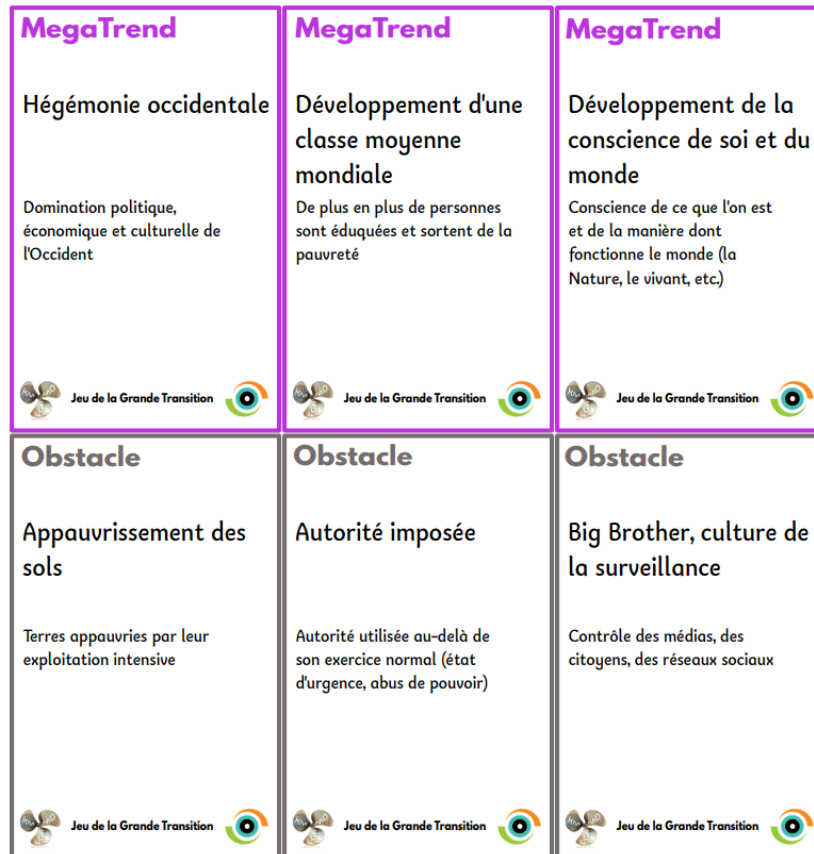 MegaTrend
Hégémonie occidentale
Domination politique,
économique et culturelle de
l'Occident
Jeu de la Grande Transition
MegaTrend
Développement d'une
classe moyenne
mondiale
De plus en plus de personnes
sont éduquées et sortent de la
pauvreté
Jeu de la Grande Transition
MegaTrend
Développement de la
conscience de soi et du
monde
Conscience de ce que l'on est
et de la manière dont
fonctionne le monde (la
Nature, le vivant, etc.)
Jeu de la Grande Transition
Obstacle
Appauvrissement des
sols
Terres appauvries par leur
exploitation intensive
Jeu de la Grande Transition
Obstacle
Autorité imposée
Autorité utilisée au-delà de
son exercice normal (état
d'urgence, abus de pouvoir)
Jeu de la Grande Transition
Obstacle
Big Brother, culture de
la surveillance
Contrôle des médias, des
citoyens, des réseaux sociaux
Jeu de la Grande Transition